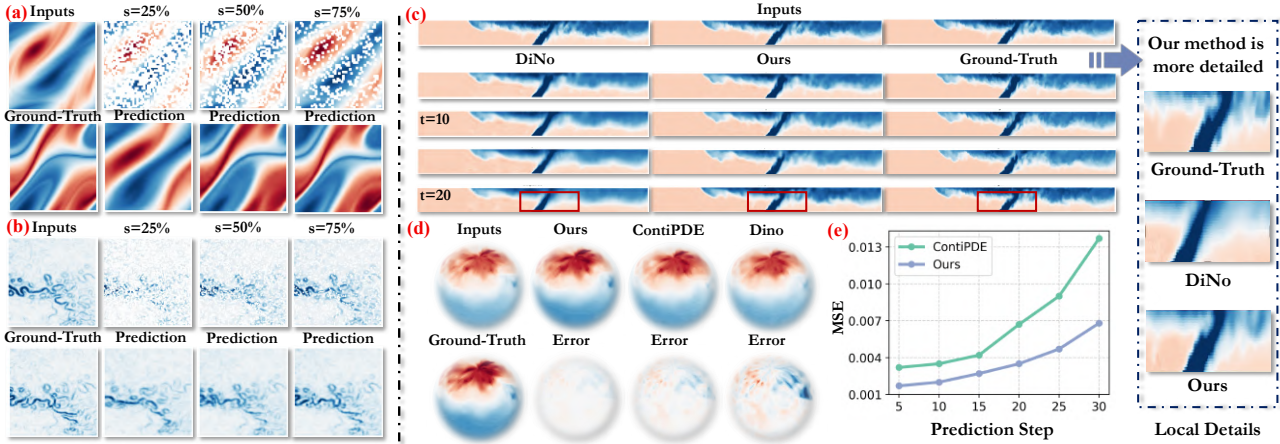 (a)
Inputs s=25% s=50% s=75%
Ground-Truth Prediction Prediction Prediction
(b)
Inputs s=25% s=50% s=75%
Ground-Truth Prediction Prediction Prediction
(c)
Inputs
DiNo Ours Ground-Truth
t=10
t=20
(d)
Inputs Ours ContiPDE Dino
Ground-Truth Error Error Error
(e)
ContiPDE
Ours
MSE
0.013
0.010
0.007
0.004
0.001
5 10 15 20 25 30
Prediction Step
Our method is
more detailed
Ground-Truth
DiNo
Ours
Local Details